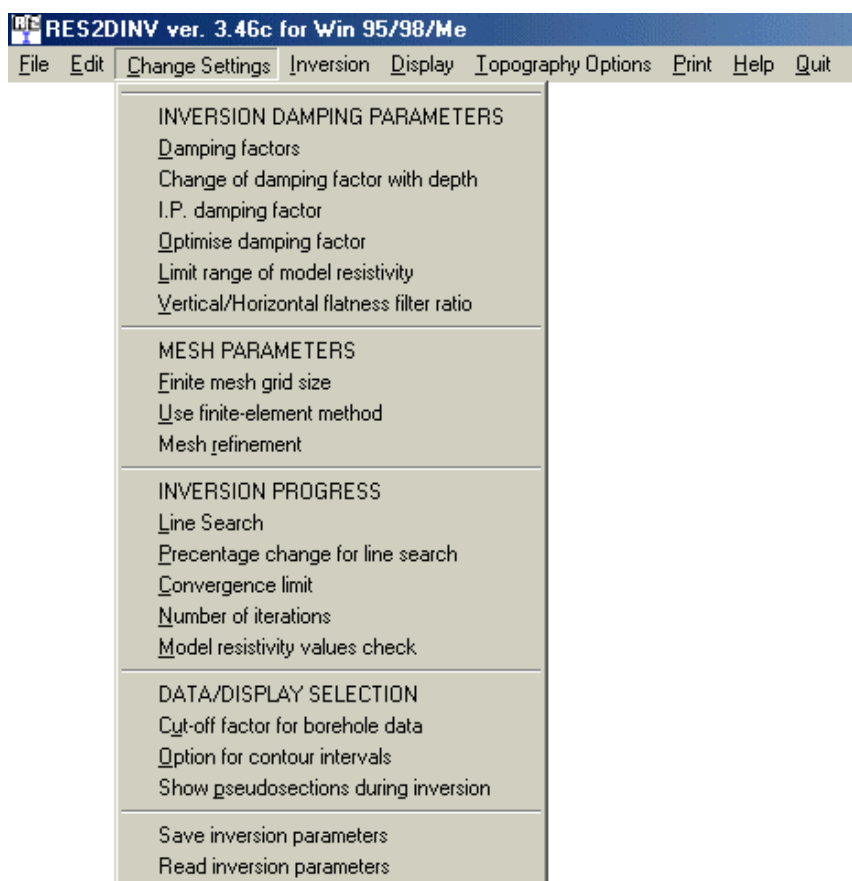 RES2DINV ver. 3.46c for Win 95/98/Me
File Edit Change Settings Inversion Display Topography Options Print Help Quit
INVERSION DAMPING PARAMETERS
Damping factors
Change of damping factor with depth
I.P. damping factor
Optimise damping factor
Limit range of model resistivity
Vertical/Horizontal flatness filter ratio
MESH PARAMETERS
Finite mesh grid size
Use finite-element method
Mesh refinement
INVERSION PROGRESS
Line Search
Precentage change for line search
Convergence limit
Number of iterations
Model resistivity values check
DATA/DISPLAY SELECTION
Cut-off factor for borehole data
Option for contour intervals
Show pseudosections during inversion
Save inversion parameters
Read inversion parameters